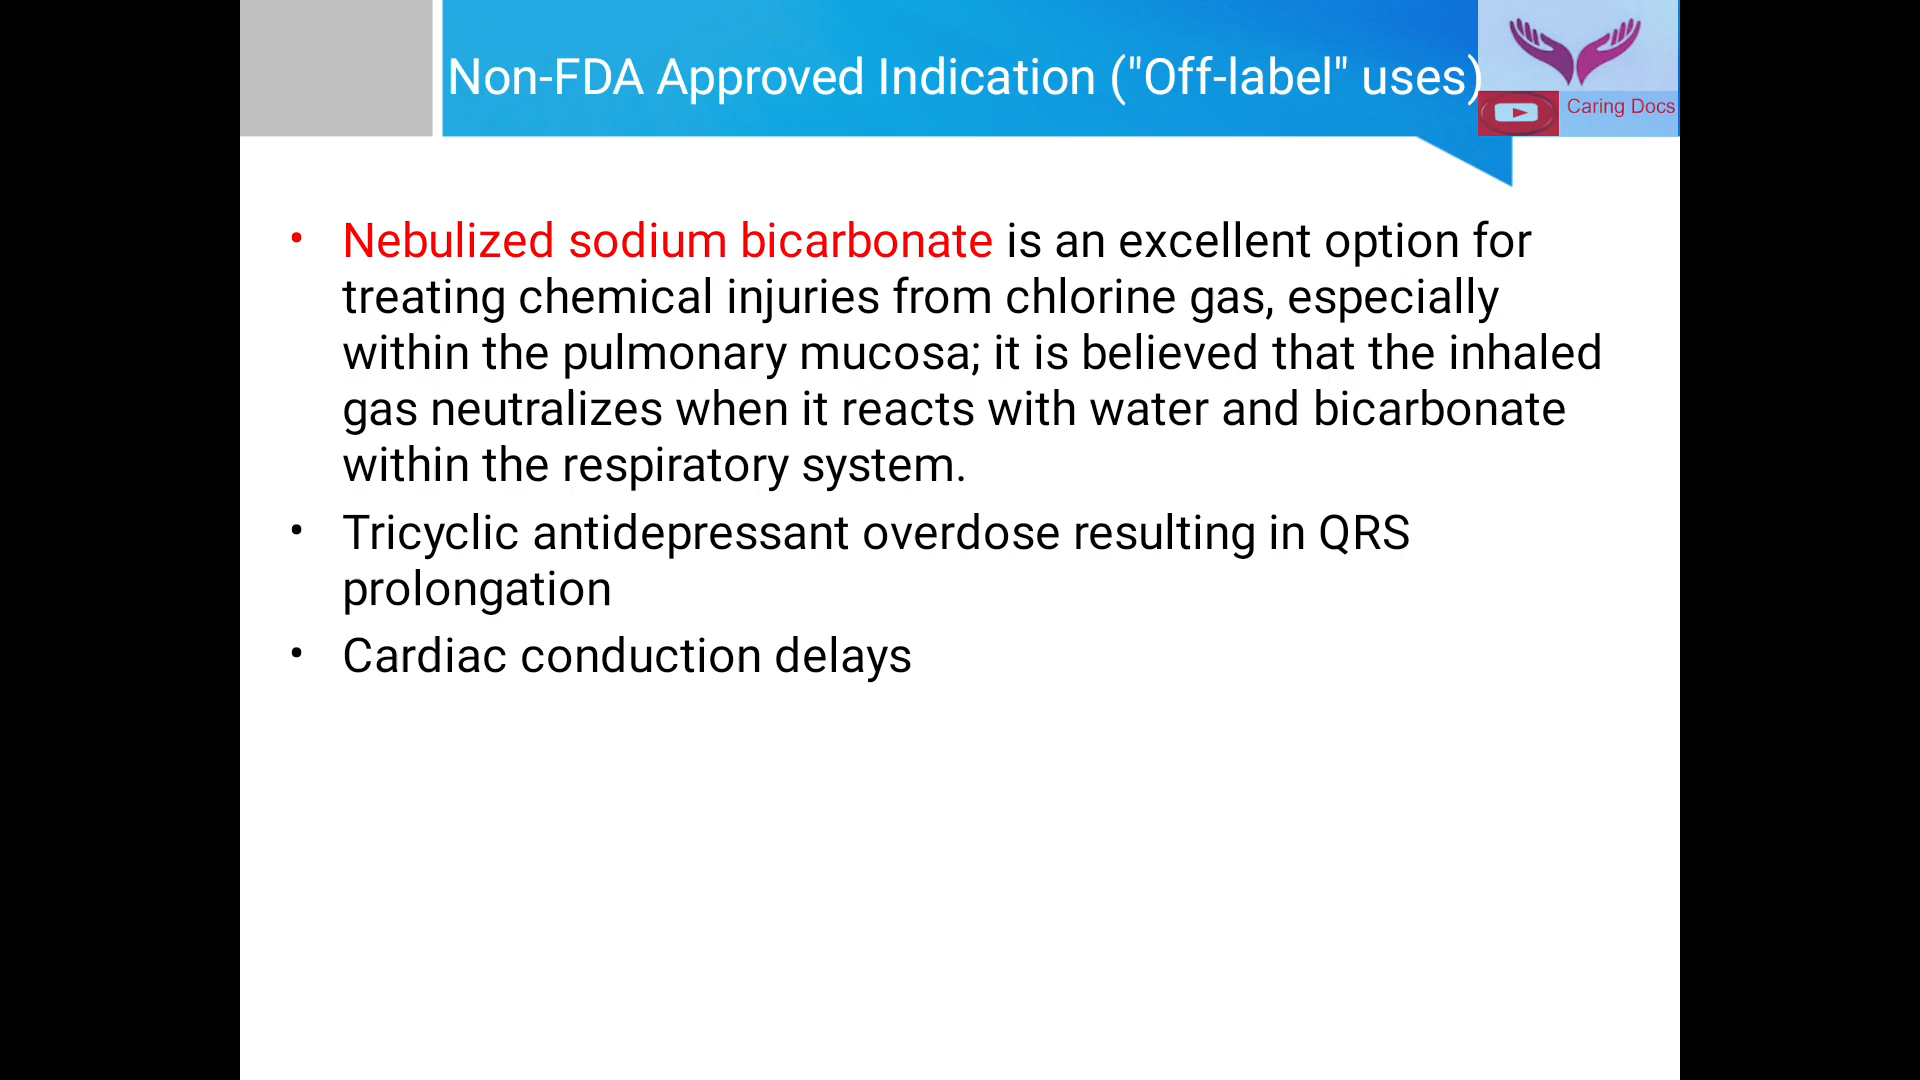 Non-FDA Approved Indication ("Off-label" uses)
Caring Docs
• Nebulized sodium bicarbonate is an excellent option for
treating chemical injuries from chlorine gas, especially
within the pulmonary mucosa; it is believed that the inhaled
gas neutralizes when it reacts with water and bicarbonate
within the respiratory system.
• Tricyclic antidepressant overdose resulting in QRS
prolongation
• Cardiac conduction delays